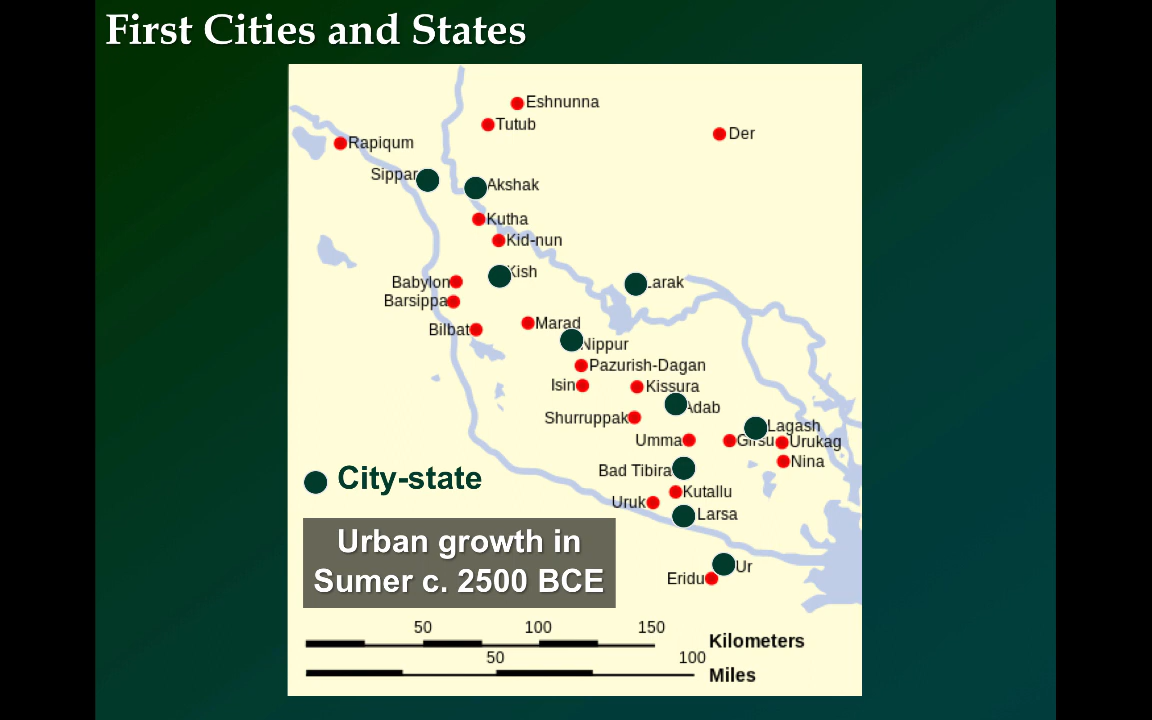 First Cities and States
Eshnunna
Tutub
Der
Rapiqum
Sippar
Akshak
Kutha
Kid-nun
Kish
Babylon
Larak
Barsippa
Marad
Bilbat
Nippur
Pazurish-Dagan
Isin
Kissura
Adab
Shurruppak
Lagash
Umma
Girsu
Urukag
Nina
Bad Tibira
City-state
Kutallu
Uruk
Larsa
Urban growth in
Sumer c. 2500 BCE
Ur
Eridu
50 100 150
Kilometers
50 100
Miles